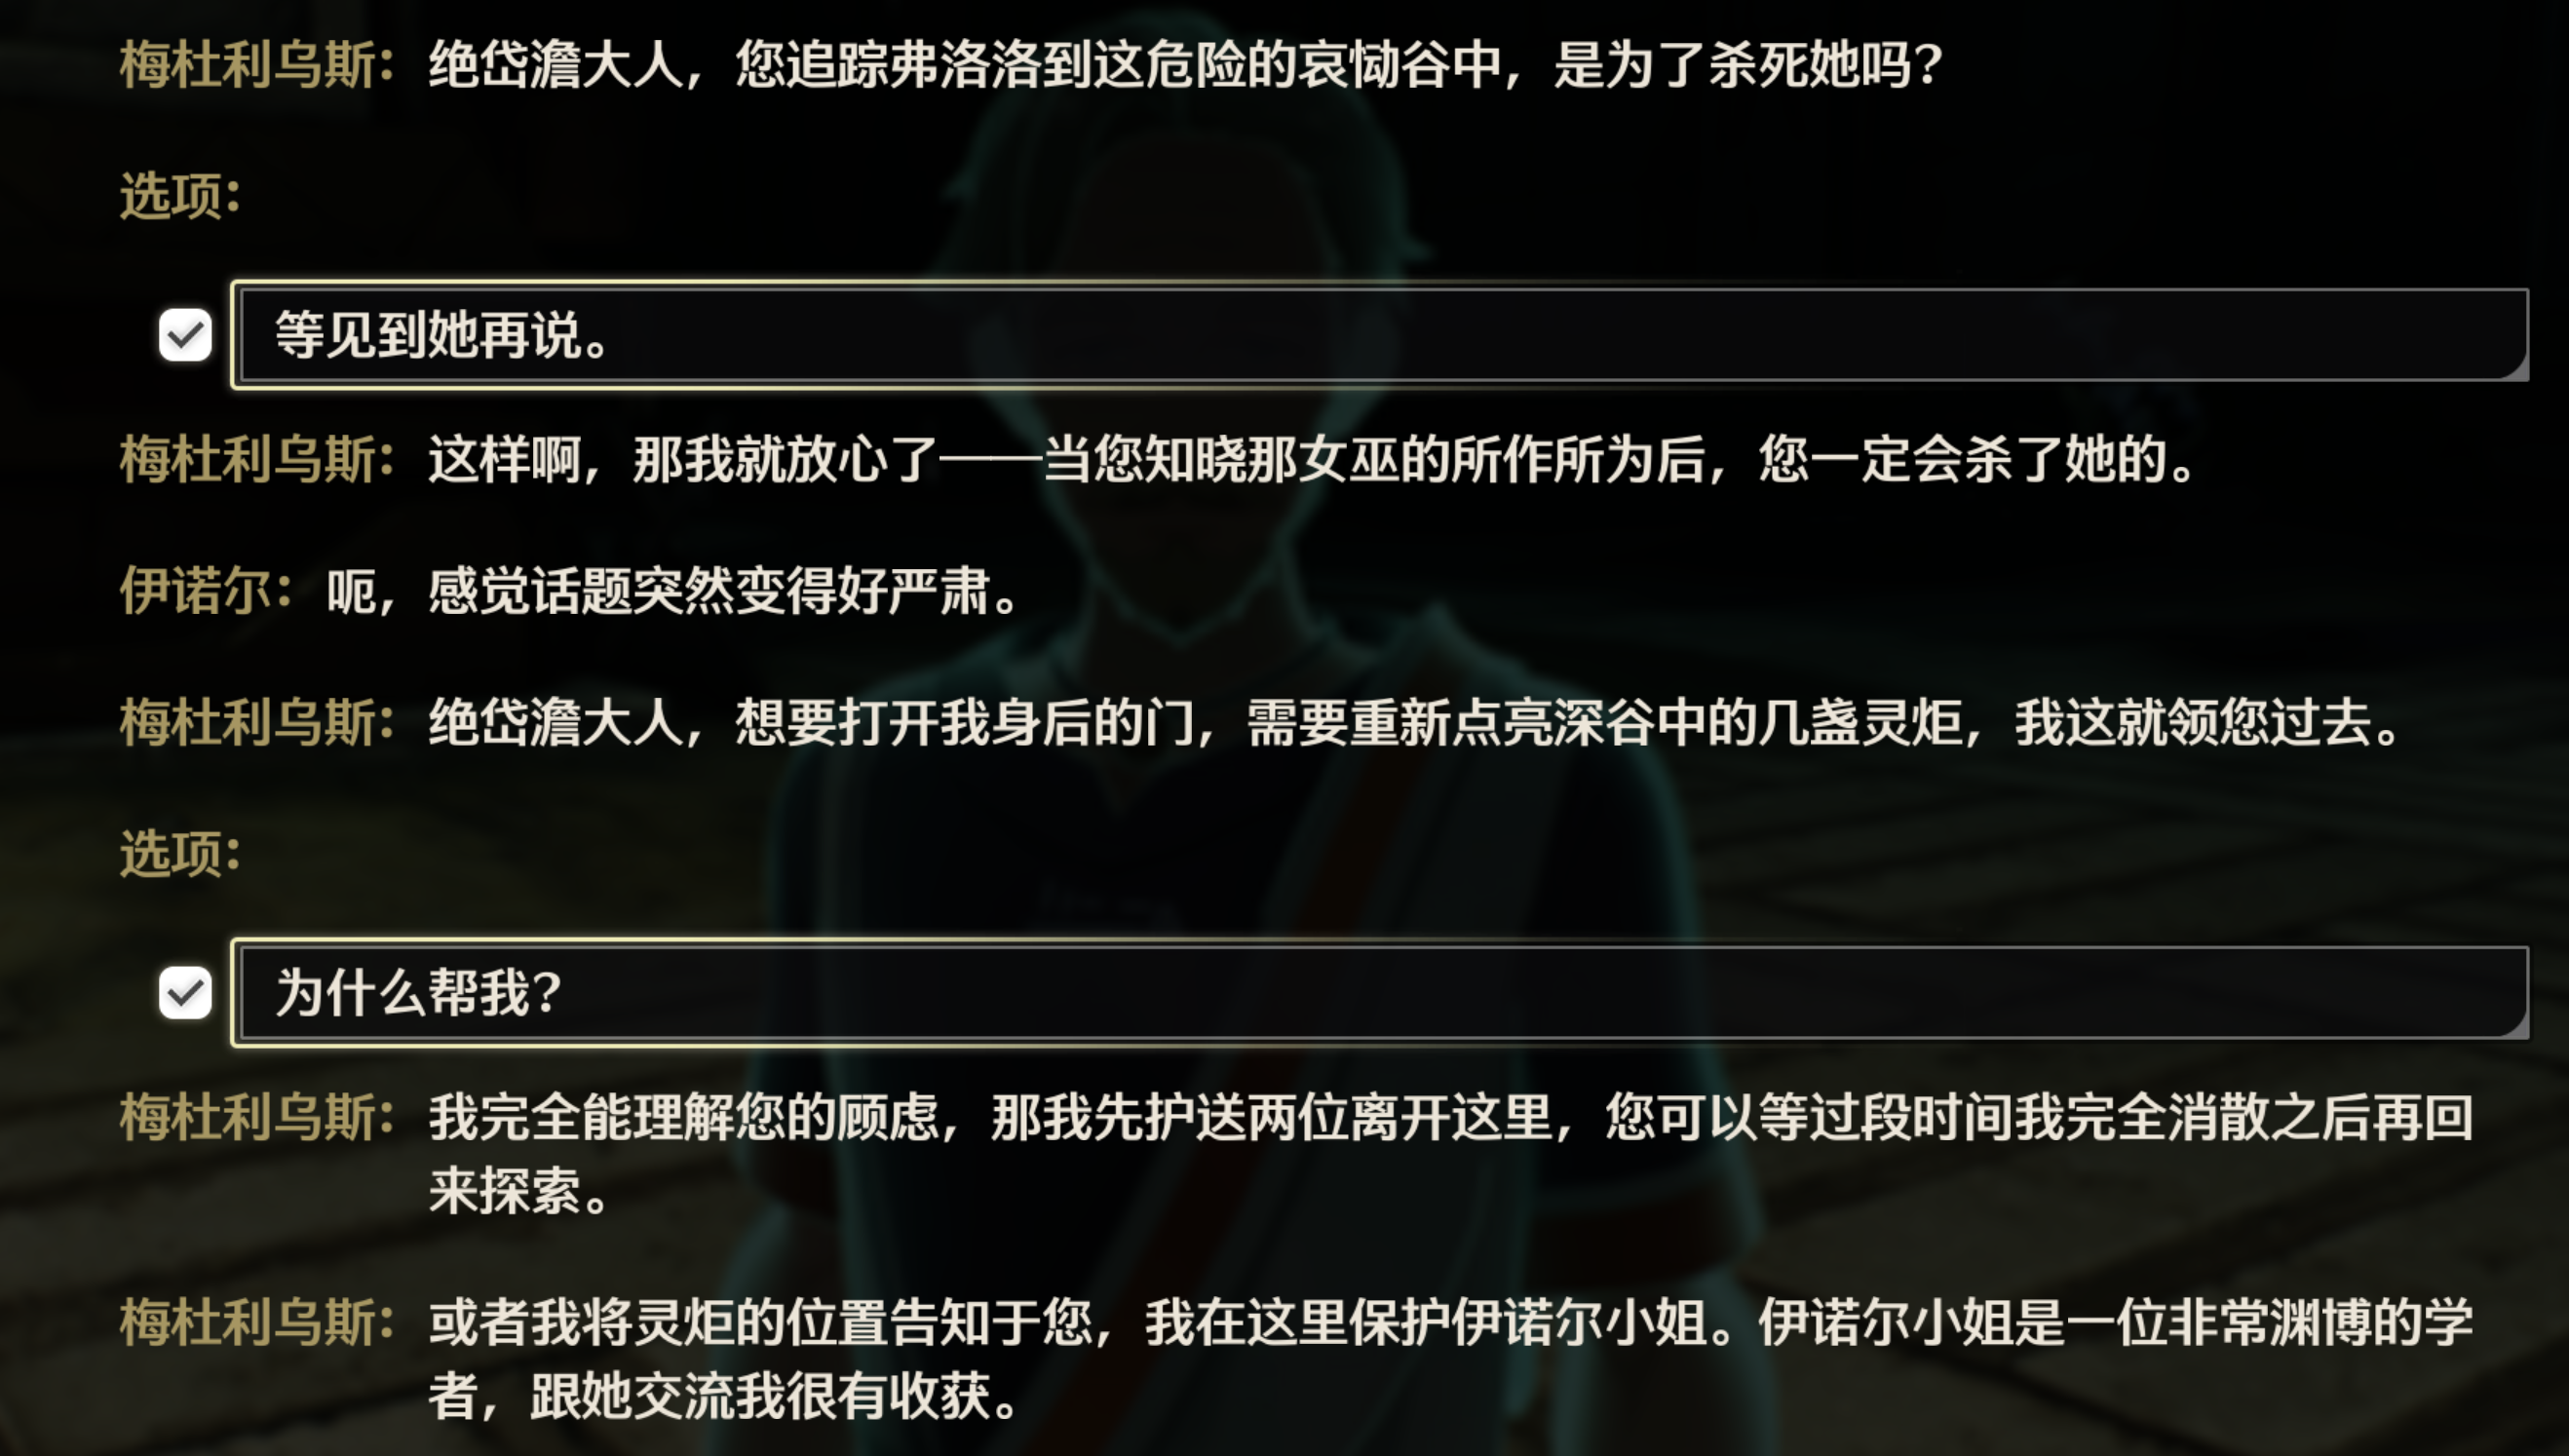 梅杜利乌斯：绝岱澹大人，您追踪弗洛洛到这危险的哀恸谷中，是为了杀死她吗？
选项：
等见到她再说。
梅杜利乌斯：这样啊，那我就放心了——当您知晓那女巫的所作所为后，您一定会杀了她的。
伊诺尔：呃，感觉话题突然变得好严肃。
梅杜利乌斯：绝岱澹大人，想要打开我身后的门，需要重新点亮深谷中的几盏灵炬，我这就领您过去。
选项：
为什么帮我？
梅杜利乌斯：我完全能理解您的顾虑，那我先护送两位离开这里，您可以等过段时间我完全消散之后再回
来探索。
梅杜利乌斯：或者我将灵炬的位置告知于您，我在这里保护伊诺尔小姐。伊诺尔小姐是一位非常渊博的学
者，跟她交流我很有收获。